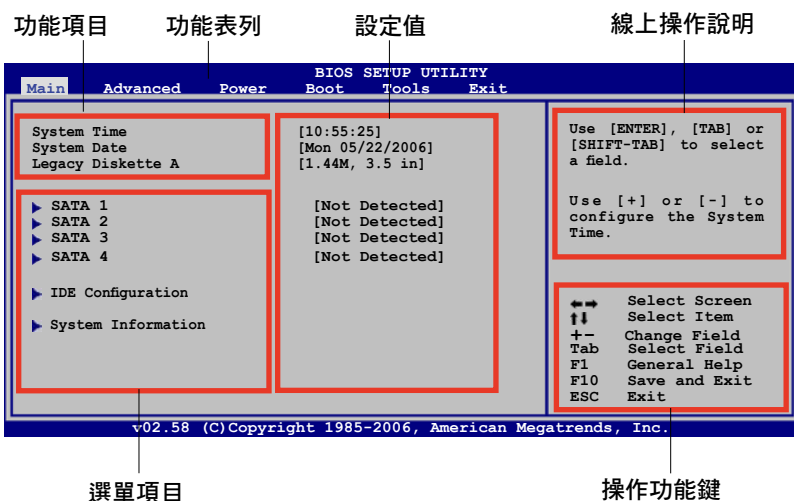 功能項目 功能表列 設定值 線上操作說明
BIOS SETUP UTILITY
Main Advanced Power Boot Tools Exit
System Time [10:55:25]
System Date [Mon 05/22/2006]
Legacy Diskette A [1.44M, 3.5 in]
SATA 1 [Not Detected]
SATA 2 [Not Detected]
SATA 3 [Not Detected]
SATA 4 [Not Detected]
IDE Configuration
System Information
Use [ENTER], [TAB] or
[SHIFT-TAB] to select
a field.
Use [+] or [-] to
configure the System
Time.
←→ Select Screen
↑↓ Select Item
+- Change Field
Tab Select Field
F1 General Help
F10 Save and Exit
ESC Exit
v02.58 (C)Copyright 1985-2006, American Megatrends, Inc.
選單項目 操作功能鍵